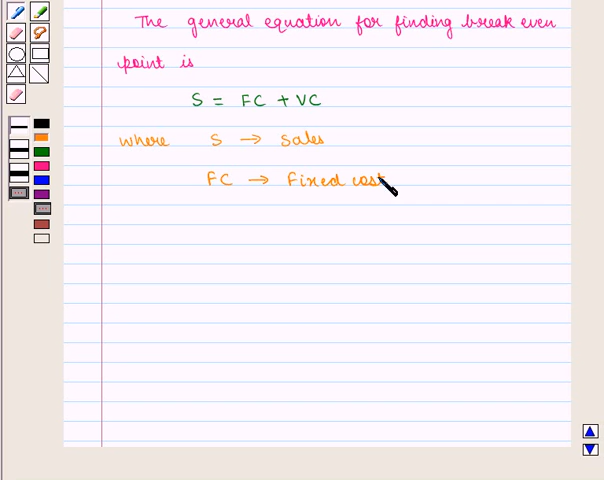 The general equation for finding break even
point is
S = FC + VC
where S → Sales
FC → Fixed cost